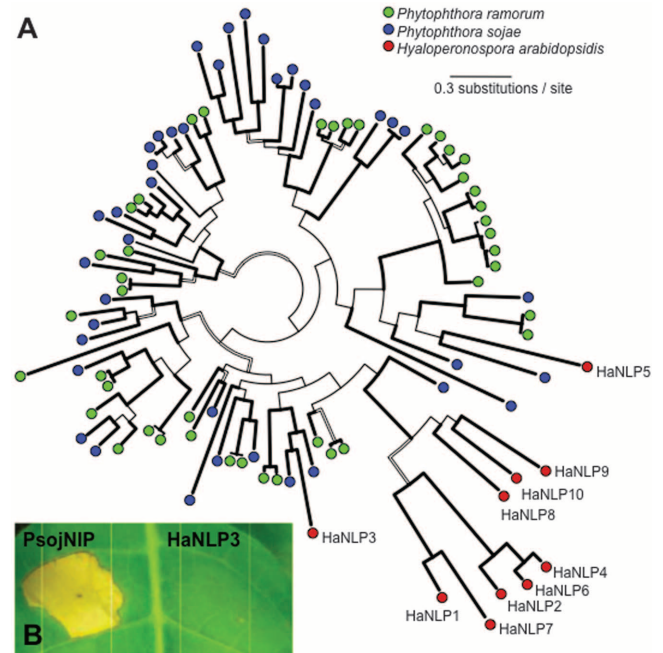 A
Phytophthora ramorum
Phytophthora sojae
Hyaloperonospora arabidopsidis
0.3 substitutions / site
HaNLP5
HaNLP9
HaNLP10
HaNLP8
HaNLP3
HaNLP4
HaNLP6
HaNLP2
HaNLP1
HaNLP7
PsojNIP
HaNLP3
B